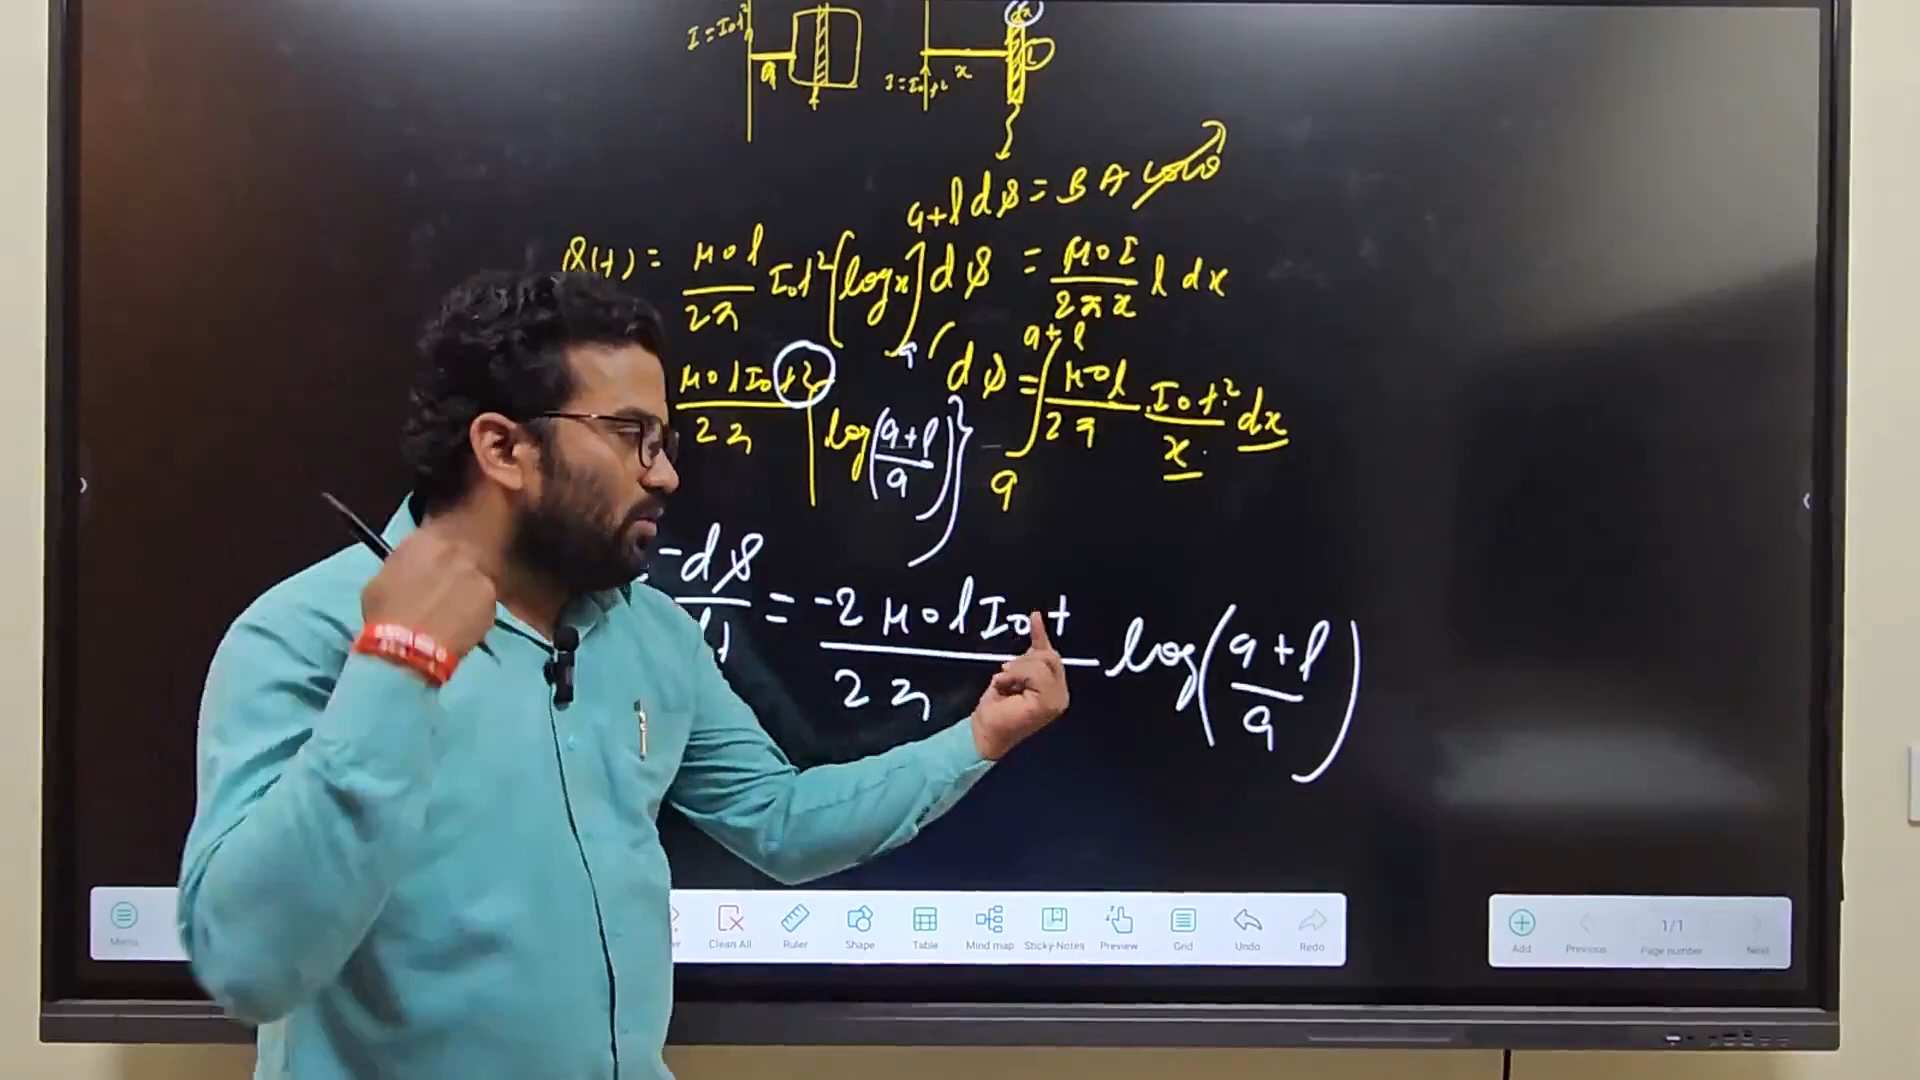 I = I₀t²
a
I = I₀t²
x
dx
l
dφ = B A cosθ
a+l
φ(t) = μ₀l/2π I₀t² [log x]
a
dφ = μ₀I/2πx l dx
μ₀lI₀t²/2π log(a+l/a)}
a+l
∫dφ = ∫ μ₀l/2π · I₀t²/x dx
a
-dφ/dt = -2μ₀lI₀t/2π log(a+l/a)
Menu
Clean All
Ruler
Shape
Table
Mind map
Sticky Notes
Preview
Grid
Undo
Redo
Add
Previous
1/1
Page number
Next